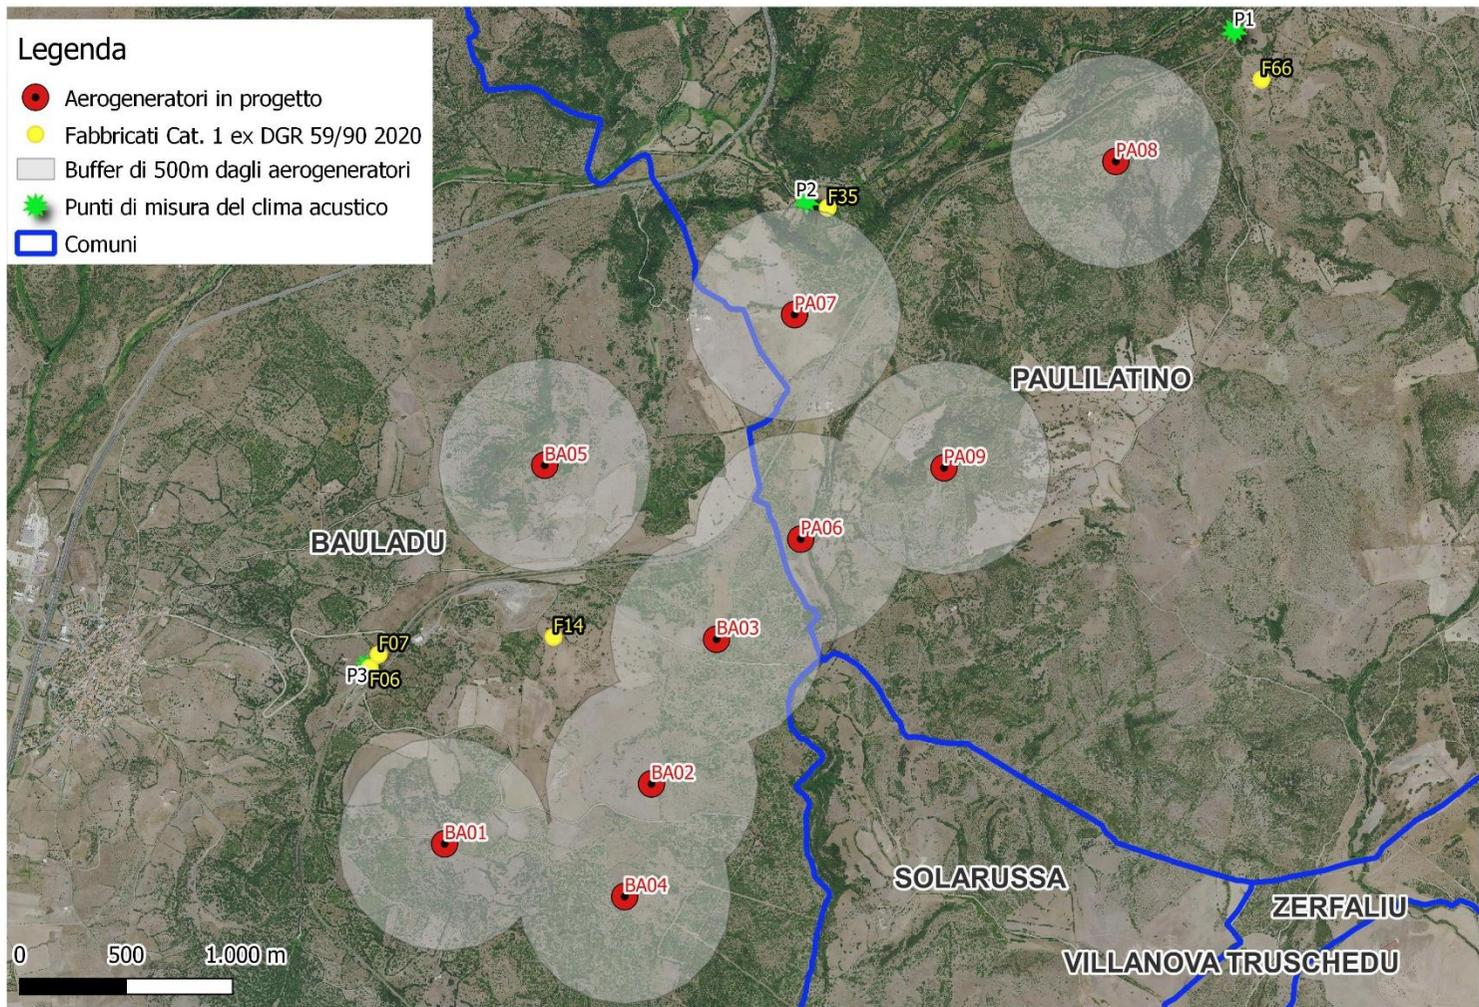 Legenda
Aerogeneratori in progetto
Fabbricati Cat. 1 ex DGR 59/90 2020
Buffer di 500m dagli aerogeneratori
Punti di misura del clima acustico
Comuni
P1
F66
PA08
P2
F35
PA07
PAULILATINO
BA05
PA09
PA06
BAULADU
F14
BA03
F07
P3
F06
BA02
BA01
BA04
SOLARUSSA
ZERFALIU
VILLANOVA TRUSCHEDU
0 500 1.000 m